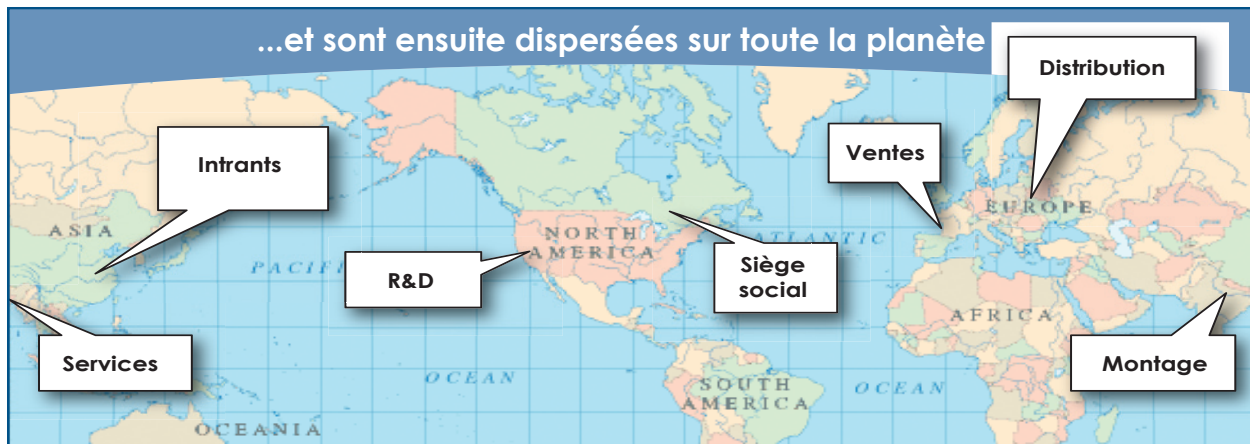 ...et sont ensuite dispersées sur toute la planète
Distribution
Intrants
Ventes
ASIA
EUROPE
NORTH
AMERICA
ATLANTIC
PACIFI
R&D
Siège
social
AFRICA
Services
Montage
OCEAN
SOUTH
AMERICA
OCEAN
OCEANIA